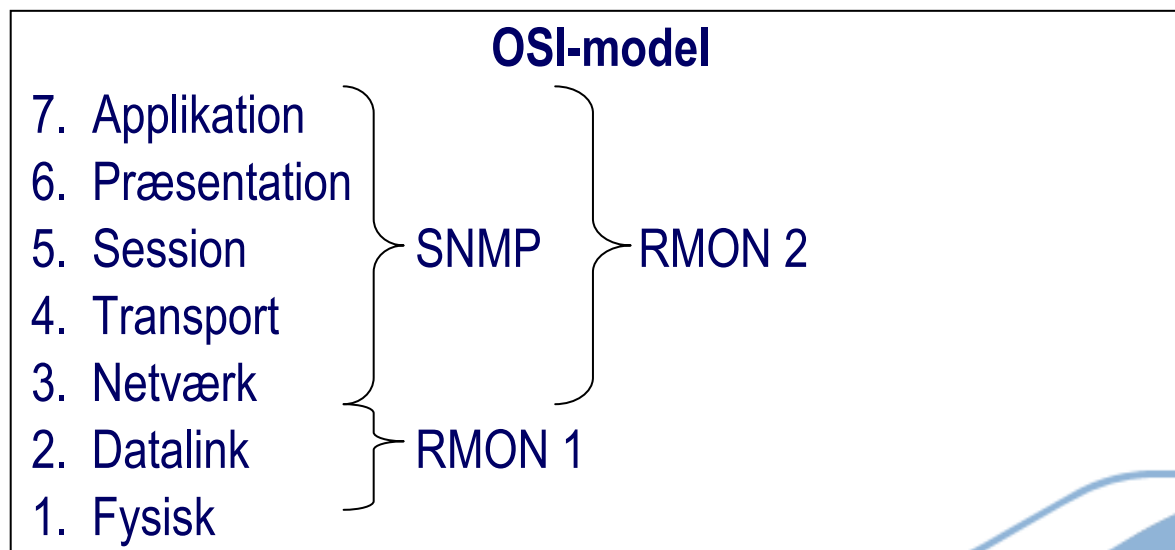 OSI-model
7. Applikation
6. Præsentation
5. Session SNMP RMON 2
4. Transport
3. Netværk
2. Datalink RMON 1
1. Fysisk